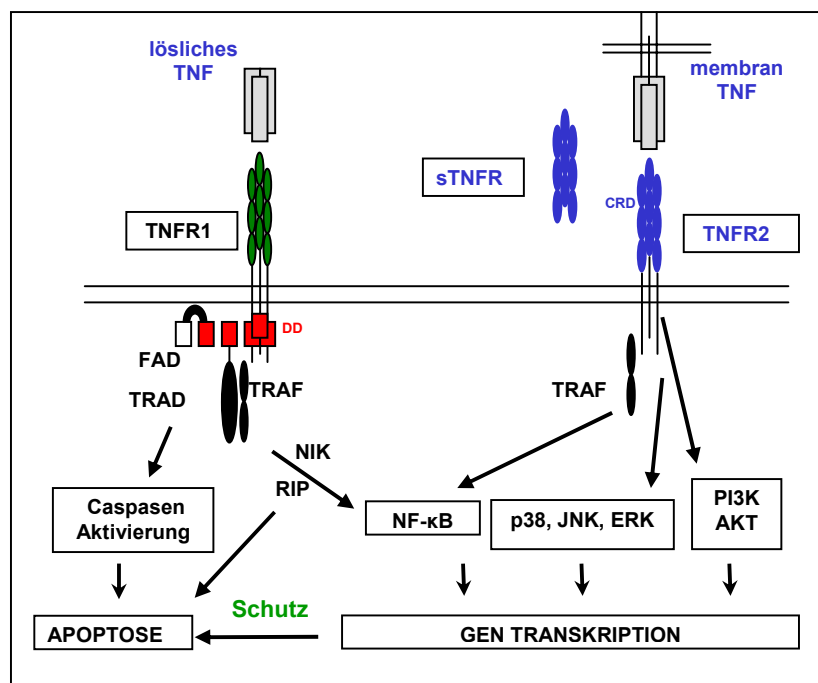 lösliches
TNF
membran
TNF
sTNFR
CRD
TNFR1
TNFR2
DD
FAD
TRAF
TRAD
TRAF
NIK
RIP
Caspasen
Aktivierung
NF-κB
p38, JNK, ERK
PI3K
AKT
Schutz
APOPTOSE
GEN TRANSKRIPTION